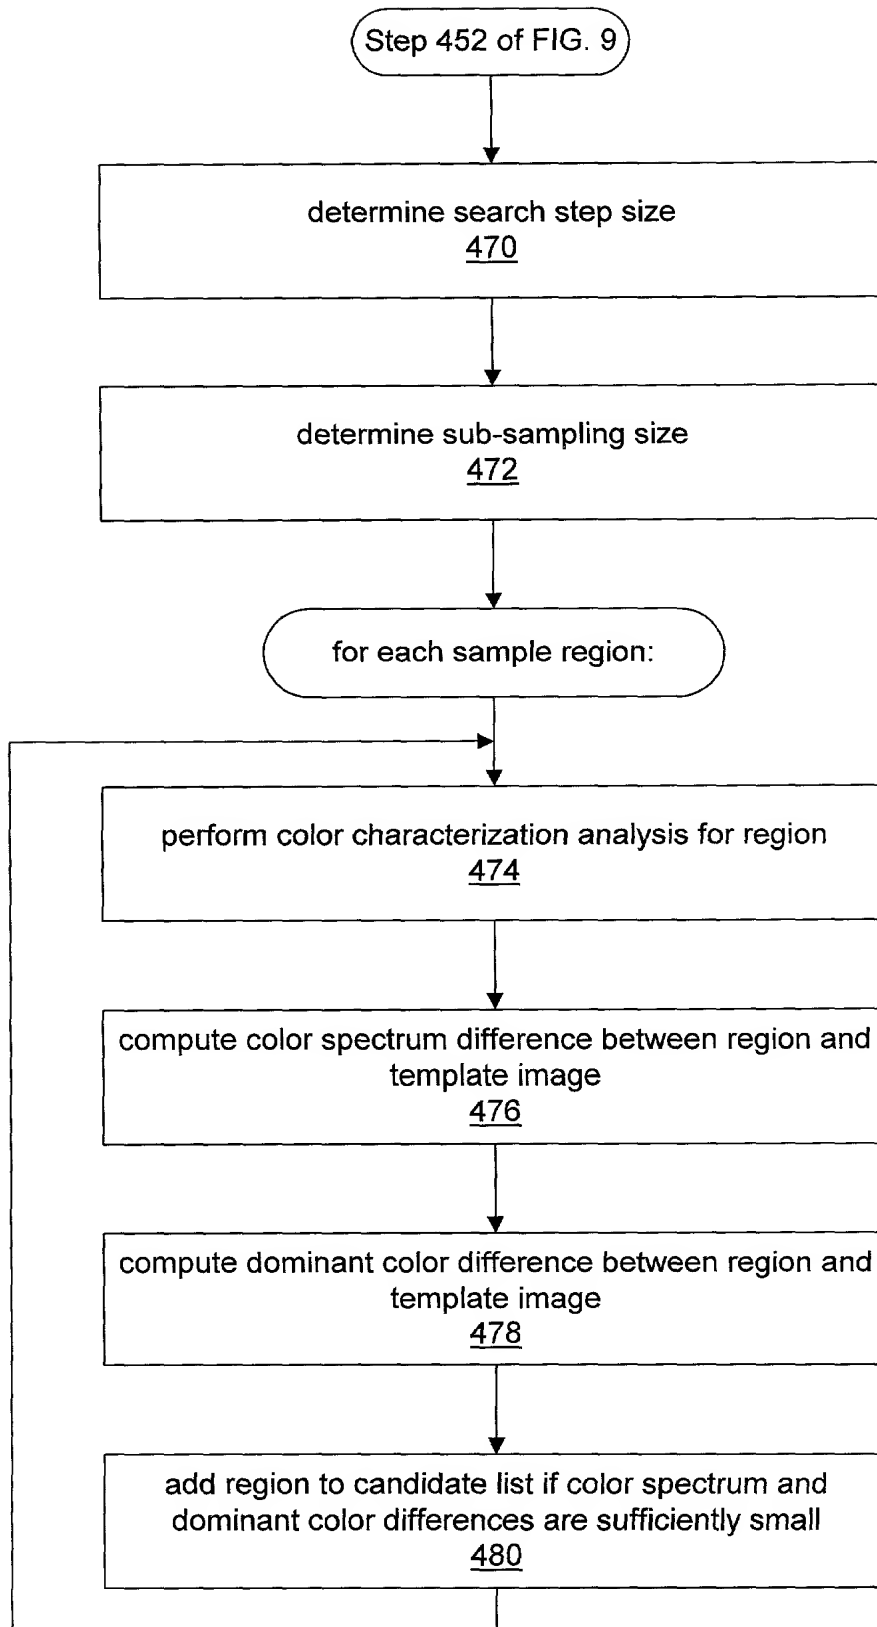 Step 452 of FIG. 9
determine search step size
470
determine sub-sampling size
472
for each sample region:
perform color characterization analysis for region
474
compute color spectrum difference between region and
template image
476
compute dominant color difference between region and
template image
478
add region to candidate list if color spectrum and
dominant color differences are sufficiently small
480